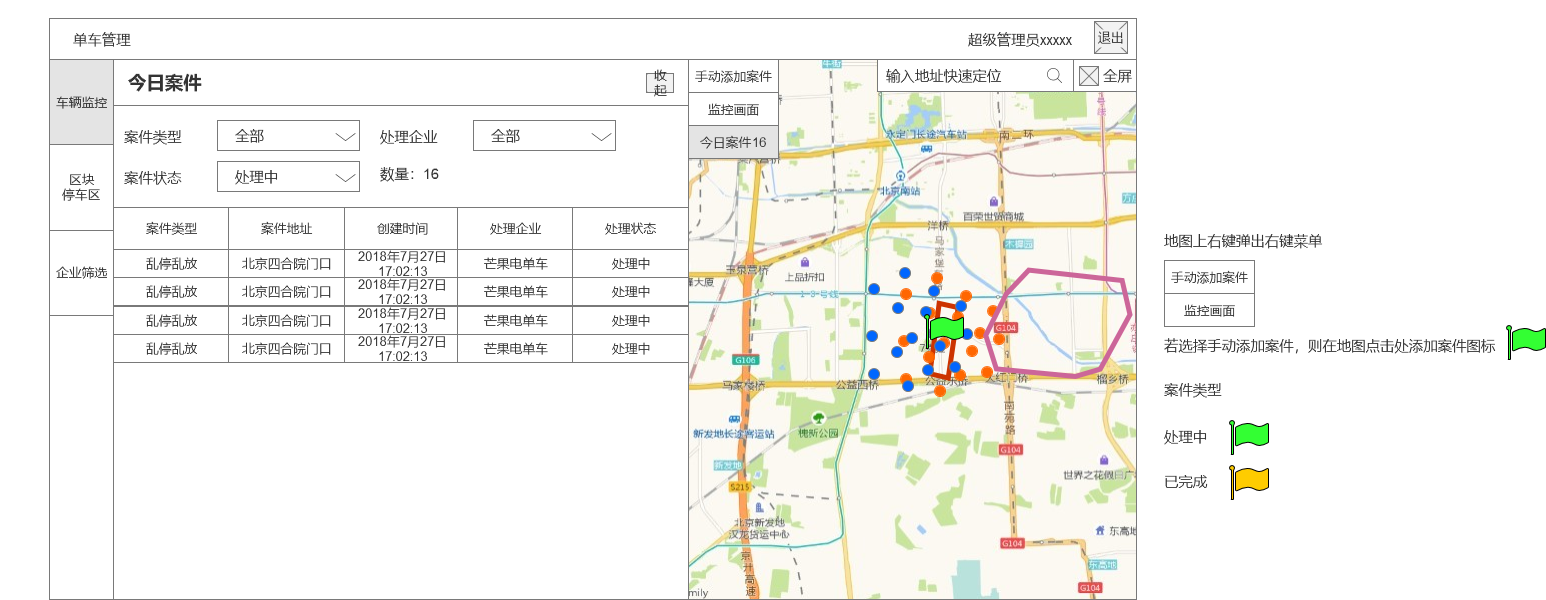 单车管理
超级管理员xxxxx
退出
车辆监控
区块
停车区
企业筛选
今日案件
收
起
案件类型
全部
处理企业
全部
案件状态
处理中
数量：16
案件类型 案件地址 创建时间 处理企业 处理状态
乱停乱放 北京四合院门口 2018年7月27日 芒果电单车 处理中
17:02:13
乱停乱放 北京四合院门口 2018年7月27日 芒果电单车 处理中
17:02:13
乱停乱放 北京四合院门口 2018年7月27日 芒果电单车 处理中
17:02:13
乱停乱放 北京四合院门口 2018年7月27日 芒果电单车 处理中
17:02:13
手动添加案件
监控画面
今日案件16
输入地址快速定位
全屏
永定门长途汽车站
南二环
北京南站
百荣世贸商城
洋桥
木樨园
马家堡
玉泉营桥
上品折扣
G104
G106
马家楼桥
公益西桥
公益东桥
大红门桥
榴乡桥
南苑路
新发地长途客运站
槐新公园
G104
新发地
S215
世界之花假日广
北京新发地
汉龙货运中心
京开高速
G104
东高地
东高地
G104
mily
地图上右键弹出右键菜单
手动添加案件
监控画面
若选择手动添加案件，则在地图点击处添加案件图标
案件类型
处理中
已完成